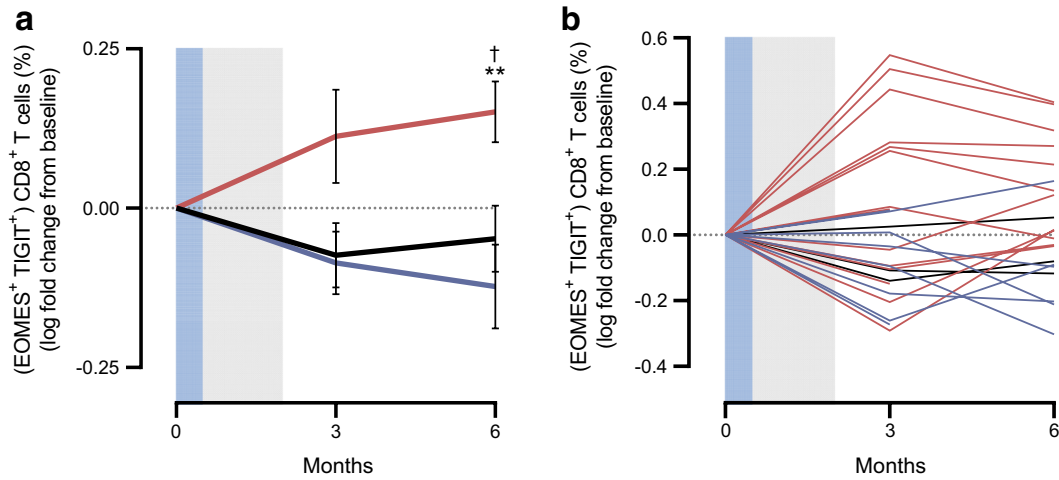 a
(EOMES⁺ TIGIT⁺) CD8⁺ T cells (%)
(log fold change from baseline)
0.25
0.00
-0.25
†
**
0 3 6
Months
b
(EOMES⁺ TIGIT⁺) CD8⁺ T cells (%)
(log fold change from baseline)
0.6
0.4
0.2
0.0
-0.2
-0.4
0 3 6
Months